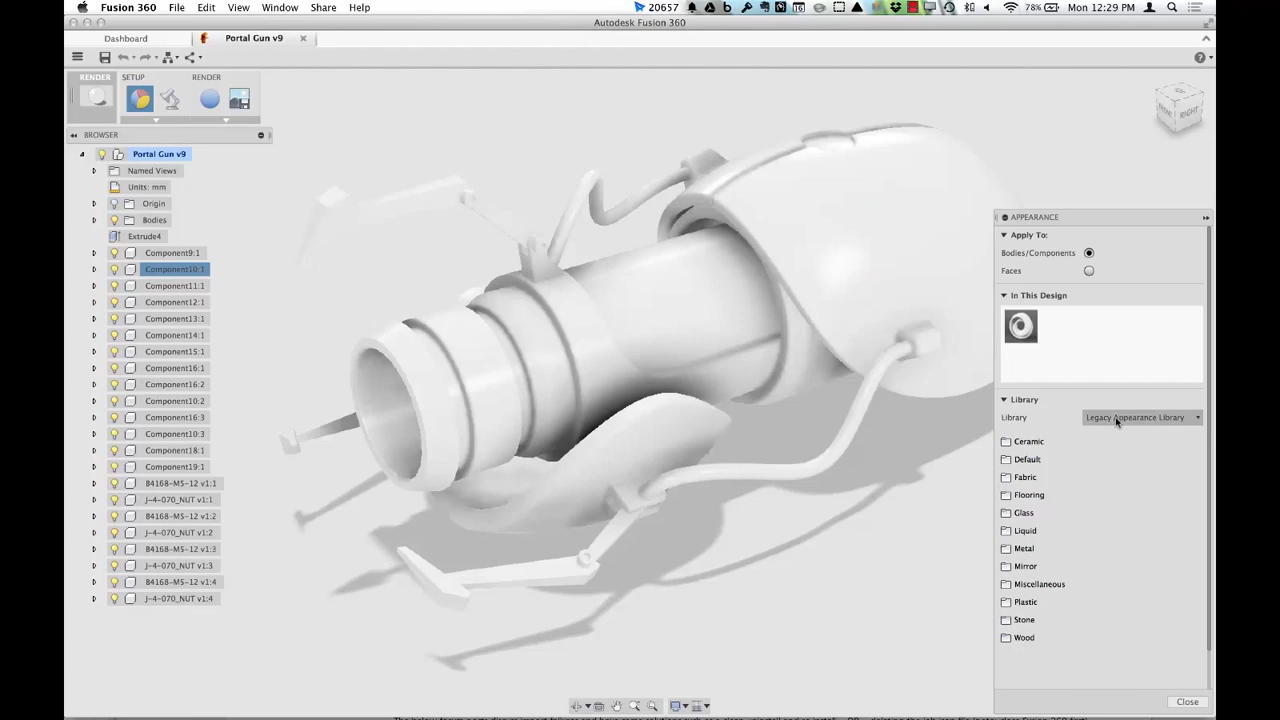 Fusion 360 File Edit View Window Share Help 20657 78% Mon 12:29 PM
Autodesk Fusion 360
Dashboard Portal Gun v9
RENDER SETUP RENDER
BROWSER
Portal Gun v9
Named Views
Units: mm
Origin
Bodies
Extrude4
Component9:1
Component10:1
Component11:1
Component12:1
Component13:1
Component14:1
Component15:1
Component16:1
Component16:2
Component10:2
Component16:3
Component10:3
Component18:1
Component19:1
84168-M5-12 v1:1
J-4-070_NUT v1:1
84168-M5-12 v1:2
J-4-070_NUT v1:2
84168-M5-12 v1:3
J-4-070_NUT v1:3
84168-M5-12 v1:4
J-4-070_NUT v1:4
RIGHT
APPEARANCE
Apply To:
Bodies/Components
Faces
In This Design
Library
Library Legacy Appearance Library
Ceramic
Default
Fabric
Flooring
Glass
Liquid
Metal
Mirror
Miscellaneous
Plastic
Stone
Wood
Close